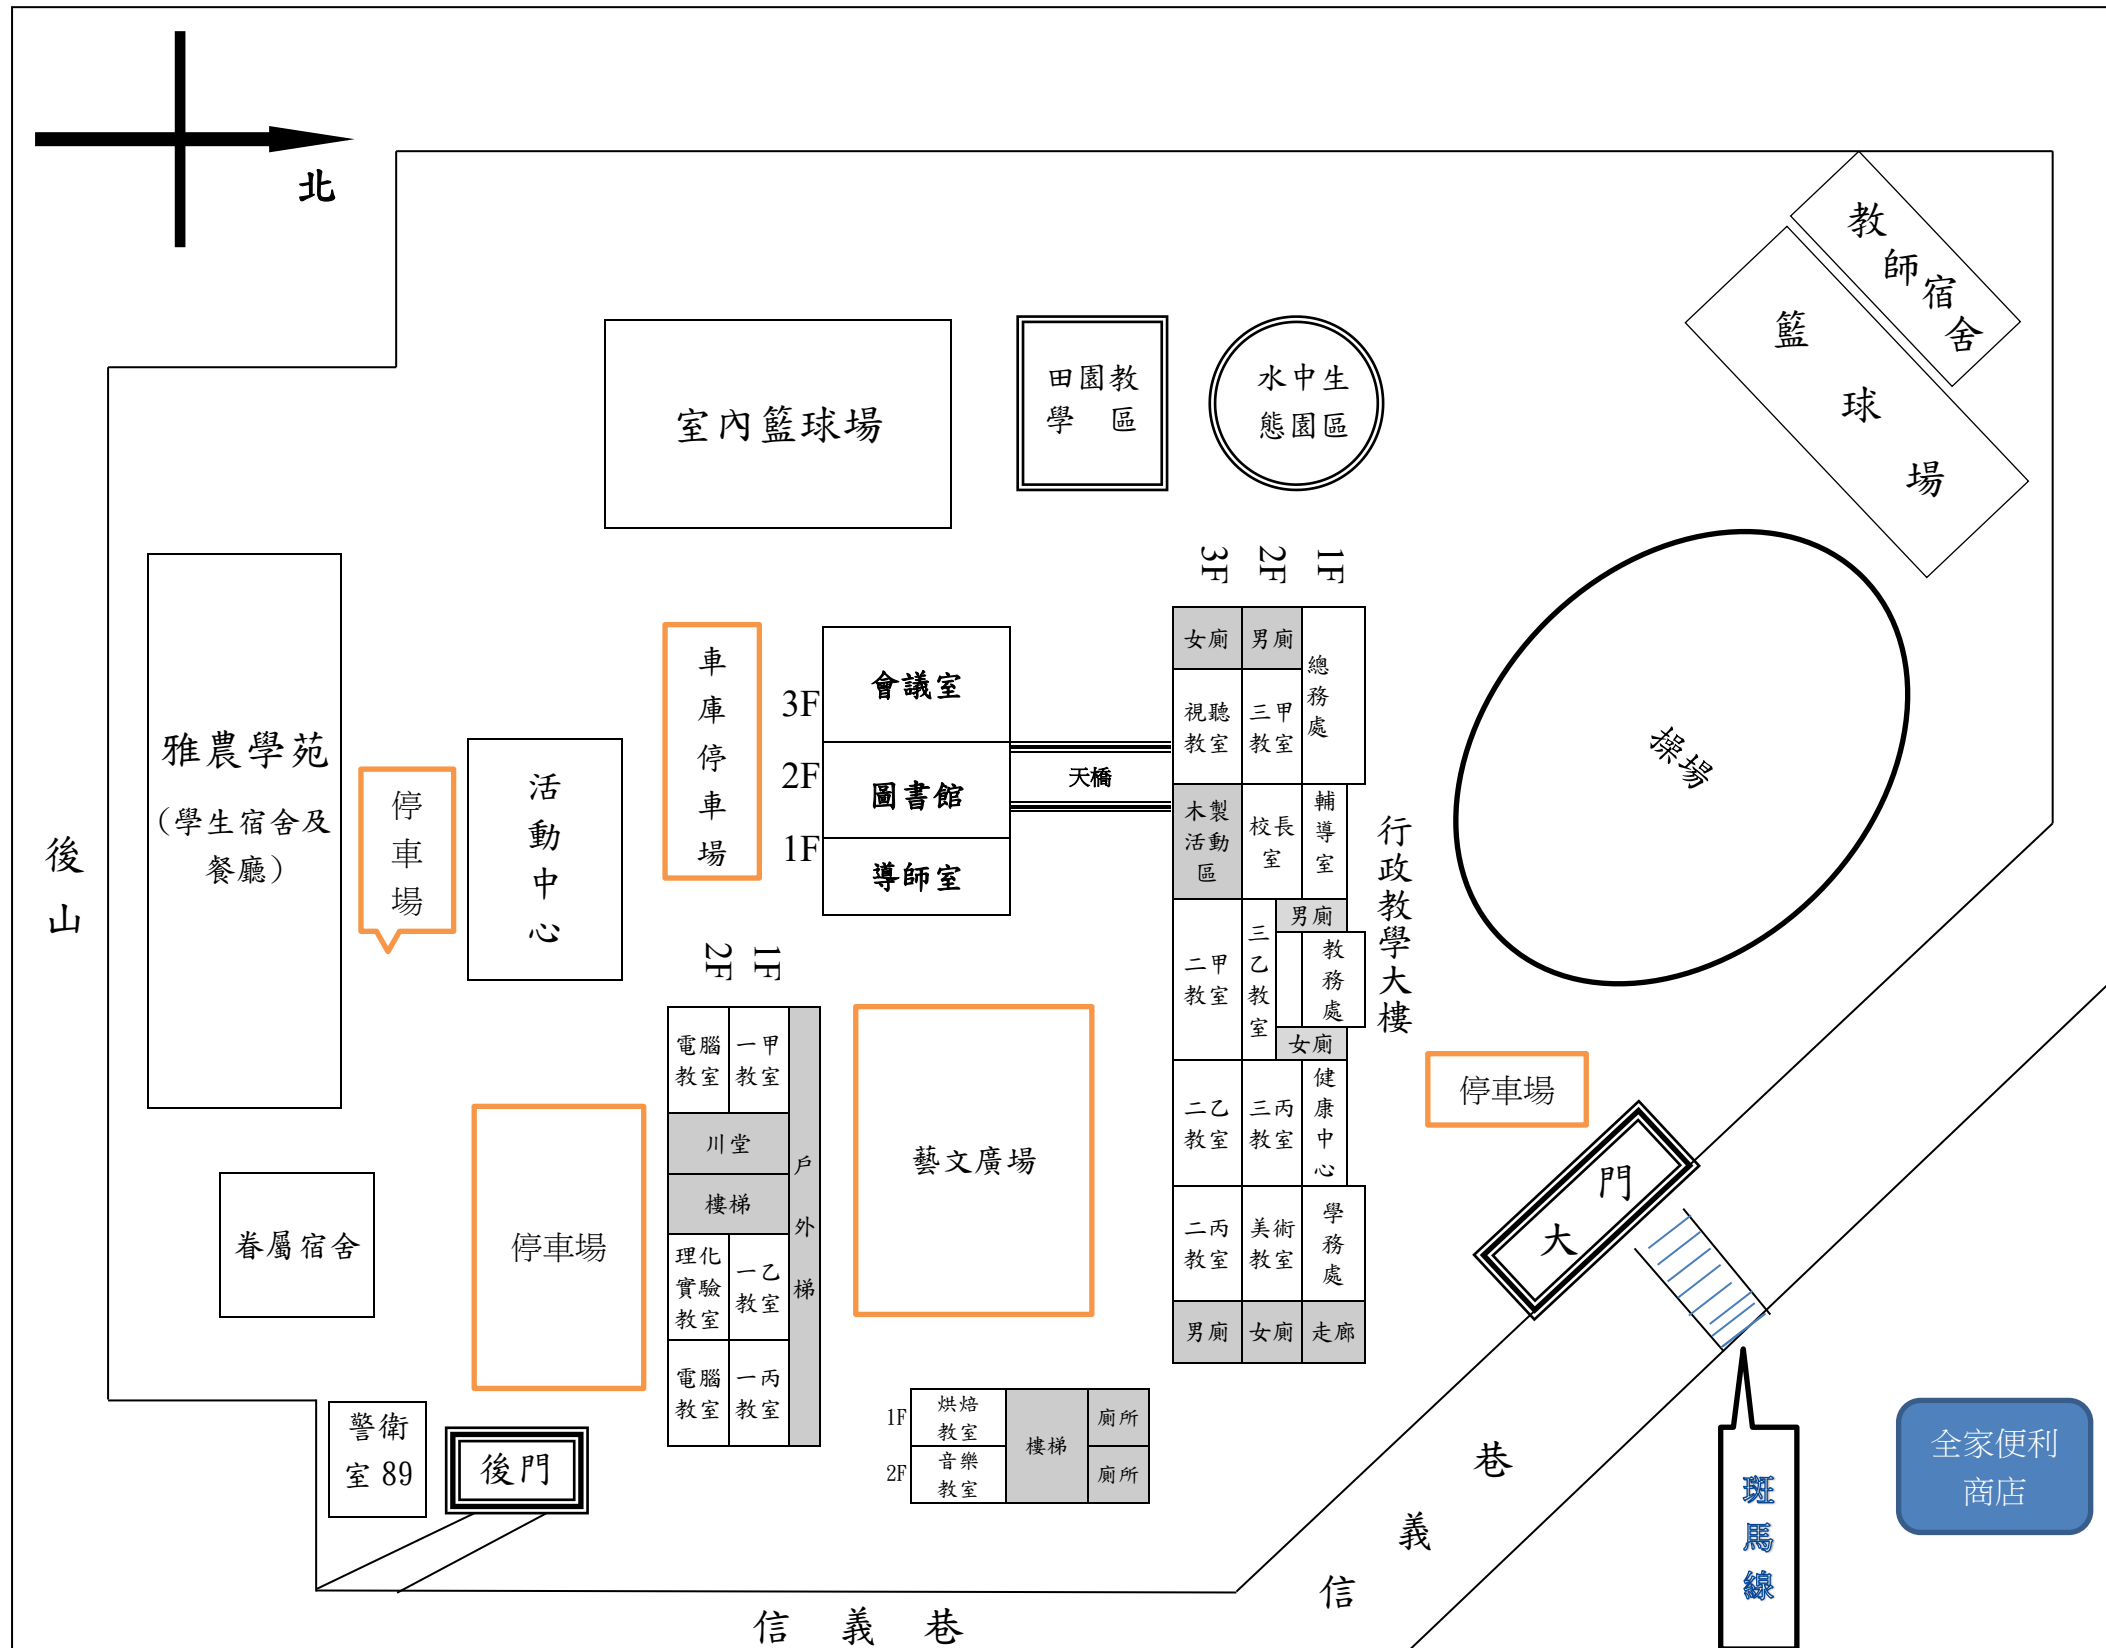 北
教師宿舍
籃球場
室內籃球場
田園教
學 區
水中生
態園區
後山
雅農學苑
(學生宿舍及
餐廳)
停車場
活動中心
車庫停車場
3F
2F
1F
會議室
圖書館
導師室
天橋
3F
2F
1F
女廁
男廁
總務處
視聽
教室
三甲
教室
木製
活動
區
校長
室
輔導室
男廁
二甲
教室
三乙教室
教務處
女廁
二乙
教室
三丙
教室
健康中心
二丙
教室
美術
教室
學務處
男廁
女廁
走廊
行政教學大樓
操場
停車場
大門
2F
1F
電腦
教室
一甲
教室
川堂
樓梯
理化
實驗
教室
一乙
教室
電腦
教室
一丙
教室
戶外梯
藝文廣場
停車場
眷屬宿舍
警衛
室 89
後門
1F
烘焙
教室
樓梯
廁所
2F
音樂
教室
廁所
信義巷
信義巷
斑馬線
全家便利
商店